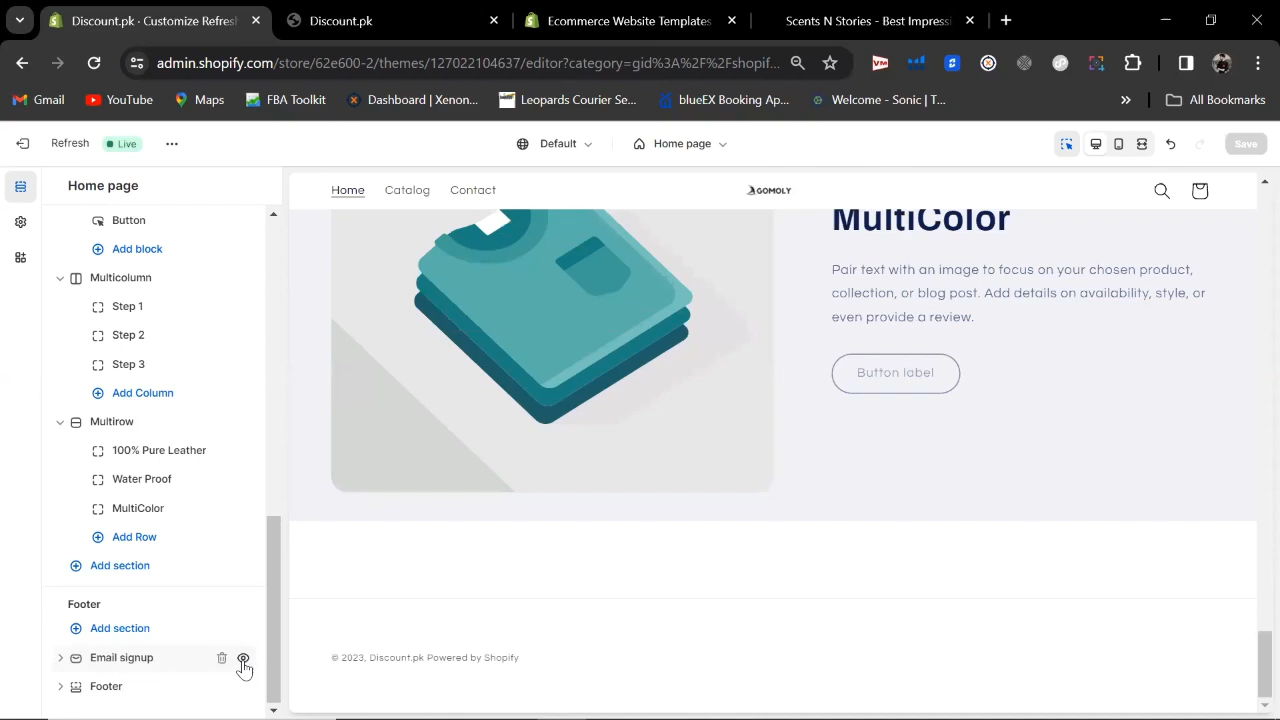 Discount.pk · Customize Refres
Discount.pk
Ecommerce Website Templates
Scents N Stories - Best Impressi
admin.shopify.com/store/62e600-2/themes/127022104637/editor?category=gid%3A%2F%2Fshopif...
VM
Gmail
YouTube
Maps
FBA Toolkit
Dashboard | Xenon...
Leopards Courier Se...
blueEX Booking Ap...
Welcome - Sonic | T...
All Bookmarks
Refresh
Live
Default
Home page
Save
Home page
Home
Catalog
Contact
GOMOLY
Button
Add block
Multicolumn
Step 1
Step 2
Step 3
Add Column
Multirow
100% Pure Leather
Water Proof
MultiColor
Add Row
Add section
Footer
Add section
Email signup
Footer
MultiColor
Pair text with an image to focus on your chosen product,
collection, or blog post. Add details on availability, style, or
even provide a review.
Button label
© 2023, Discount.pk Powered by Shopify